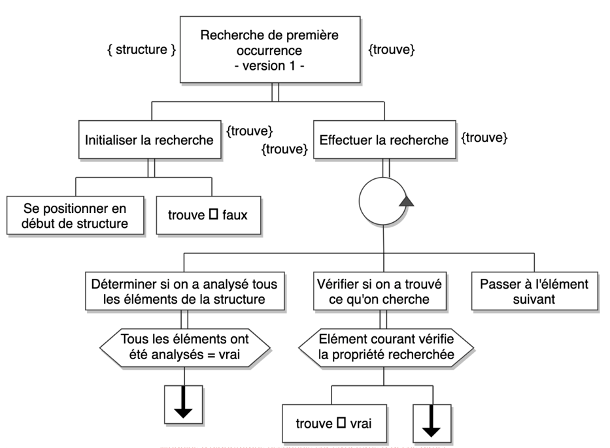 Recherche de première
occurrence
- version 1 -
{ structure }
{trouve}
Initialiser la recherche
{trouve}
{trouve}
Effectuer la recherche
{trouve}
Se positionner en
début de structure
trouve □ faux
Déterminer si on a analysé tous
les éléments de la structure
Vérifier si on a trouvé
ce qu'on cherche
Passer à l'élément
suivant
Tous les éléments ont
été analysés = vrai
Elément courant vérifie
la propriété recherchée
trouve □ vrai